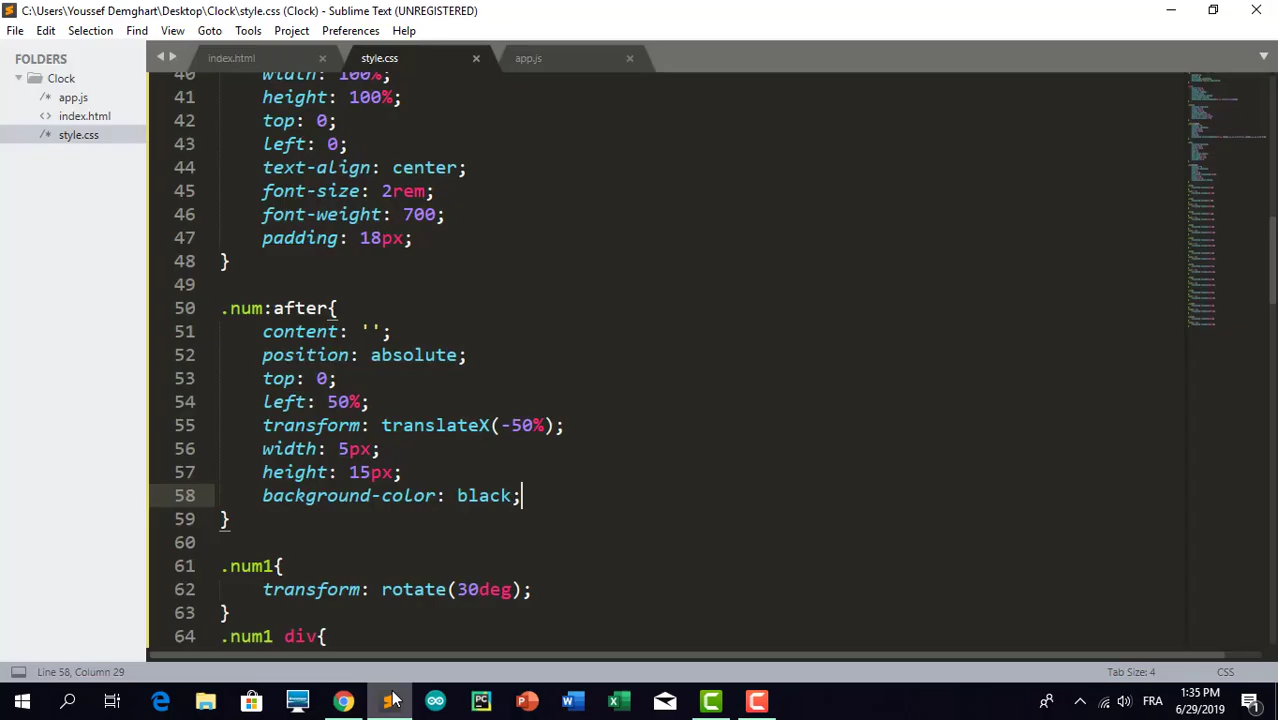 C:\Users\Youssef Demghart\Desktop\Clock\style.css (Clock) - Sublime Text (UNREGISTERED)
File Edit Selection Find View Goto Tools Project Preferences Help
FOLDERS
Clock
/* app.js
<> index.html
/* style.css
index.html × style.css × app.js ×
40 width: 100%;
41 height: 100%;
42 top: 0;
43 left: 0;
44 text-align: center;
45 font-size: 2rem;
46 font-weight: 700;
47 padding: 18px;
48 }
49
50 .num:after{
51 content: '';
52 position: absolute;
53 top: 0;
54 left: 50%;
55 transform: translateX(-50%);
56 width: 5px;
57 height: 15px;
58 background-color: black;
59 }
60
61 .num1{
62 transform: rotate(30deg);
63 }
64 .num1 div{
Line 58, Column 29 Tab Size: 4 CSS
FRA 1:35 PM
6/29/2019